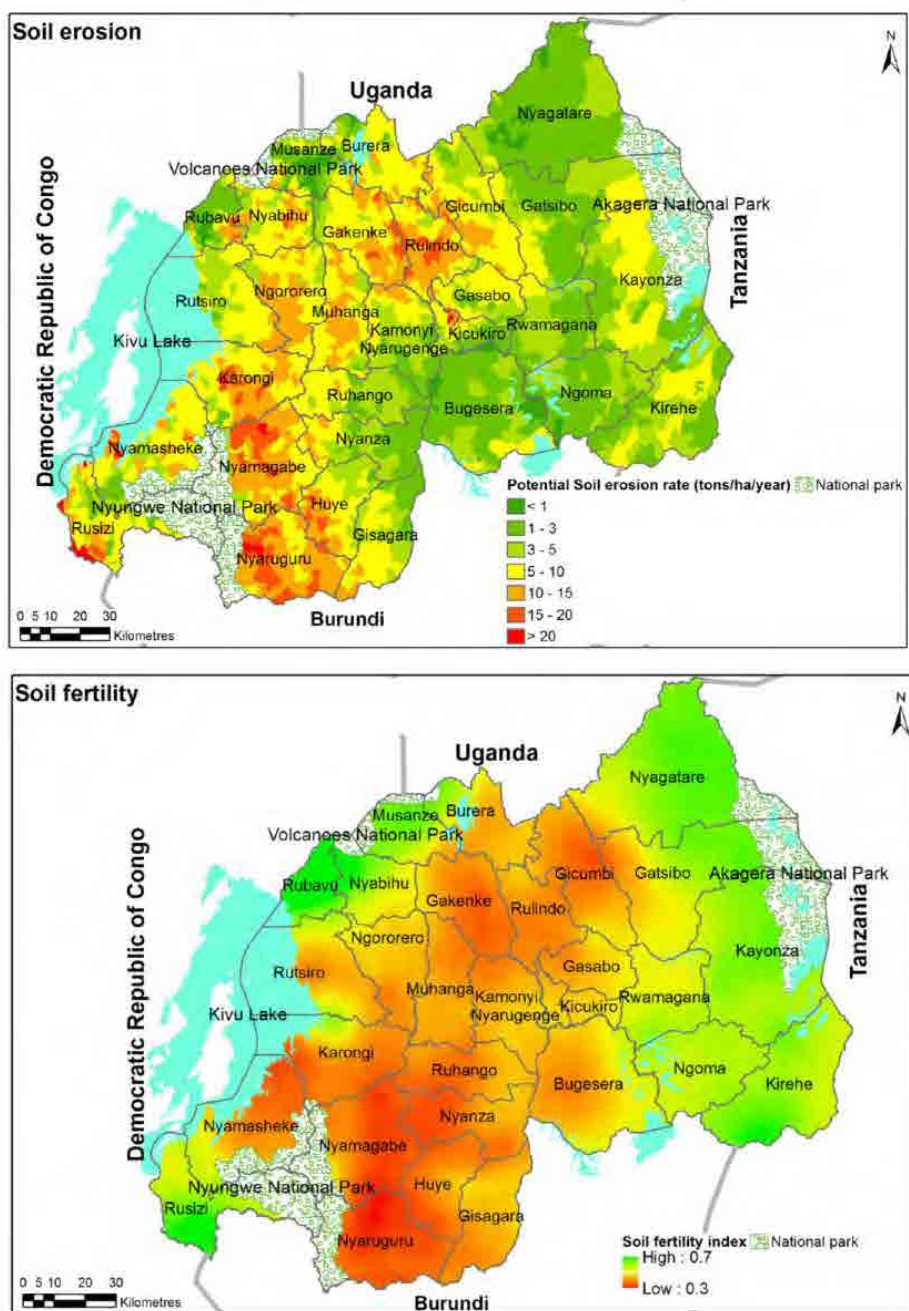 Soil erosion
N
Uganda
Nyagatare
Musanze
Burera
Volcanoes National Park
Gicumbi
Gatsibo
Akagera National Park
Rubavu
Nyabihu
Gakenke
Rulindo
Democratic Republic of Congo
Tanzania
Rutsiro
Ngororero
Gasabo
Kayonza
Muhanga
Kivu Lake
Kamonyi
Kicukiro
Rwamagana
Nyarugenge
Karongi
Ruhango
Bugesera
Ngoma
Kirehe
Nyanza
Nyamasheke
Nyamagabe
Nyungwe National Park
Huye
Rusizi
Gisagara
Nyaruguru
Burundi
Potential Soil erosion rate (tons/ha/year)
National park
< 1
1 - 3
3 - 5
5 - 10
10 - 15
15 - 20
> 20
0 5 10 20 30
Kilometres
Soil fertility
N
Uganda
Nyagatare
Musanze
Burera
Volcanoes National Park
Gicumbi
Gatsibo
Akagera National Park
Rubavu
Nyabihu
Gakenke
Rulindo
Democratic Republic of Congo
Tanzania
Ngororero
Rutsiro
Gasabo
Kayonza
Muhanga
Kamonyi
Kicukiro
Rwamagana
Kivu Lake
Nyarugenge
Karongi
Ruhango
Bugesera
Ngoma
Kirehe
Nyamasheke
Nyanza
Nyamagabe
Nyungwe National Park
Huye
Rusizi
Gisagara
Nyaruguru
Burundi
Soil fertility index
National park
High : 0.7
Low : 0.3
0 5 10 20 30
Kilometres